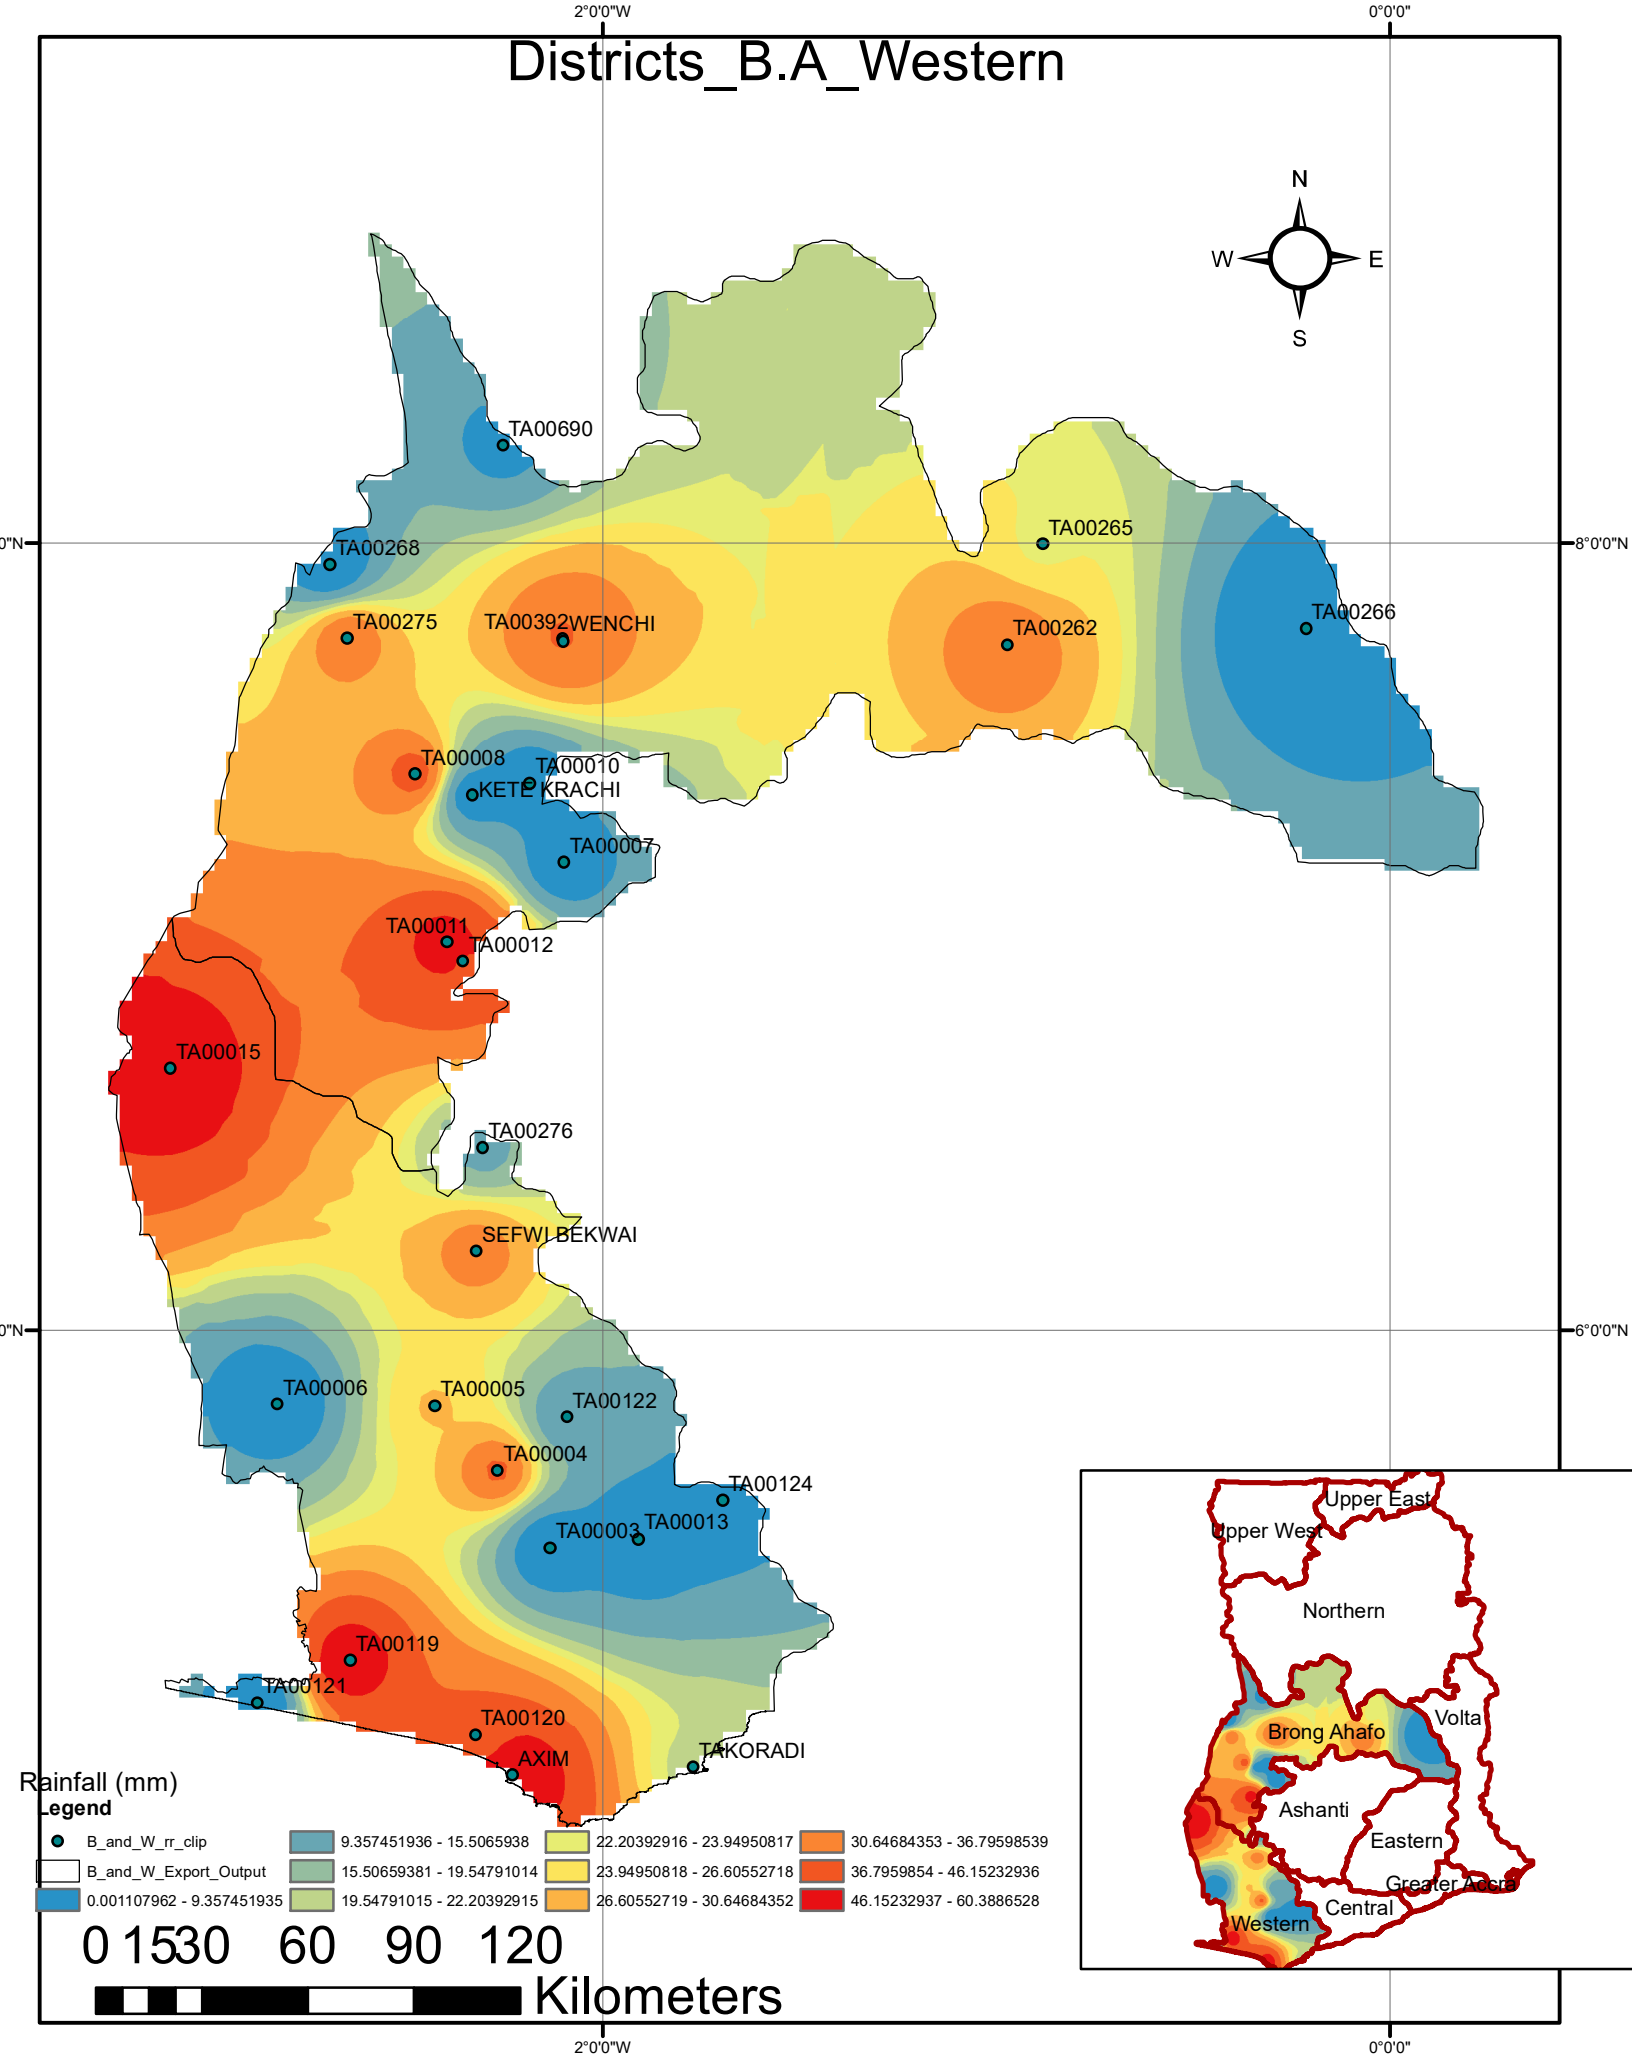 2°0'0"W
0°0'0"
Districts_B.A_Western
N
W
E
S
TA00690
TA00265
0"N
8°0'0"N
TA00268
TA00266
TA00275
TA00392
WENCHI
TA00262
TA00008
TA00010
KETE KRACHI
TA00007
TA00011
TA00012
TA00015
TA00276
SEFWI BEKWAI
0"N
6°0'0"N
TA00006
TA00005
TA00122
TA00004
TA00124
TA00003
TA00013
TA00119
TA00121
TA00120
AXIM
TAKORADI
Upper East
Upper West
Northern
Volta
Brong Ahafo
Ashanti
Eastern
Greater Accra
Central
Western
Rainfall (mm)
Legend
B_and_W_rr_clip
9.357451936 - 15.5065938
22.20392916 - 23.94950817
30.64684353 - 36.79598539
B_and_W_Export_Output
15.50659381 - 19.54791014
23.94950818 - 26.60552718
36.7959854 - 46.15232936
0.001107962 - 9.357451935
19.54791015 - 22.20392915
26.60552719 - 30.64684352
46.15232937 - 60.3886528
0 15 30 60 90 120
Kilometers
2°0'0"W
0°0'0"